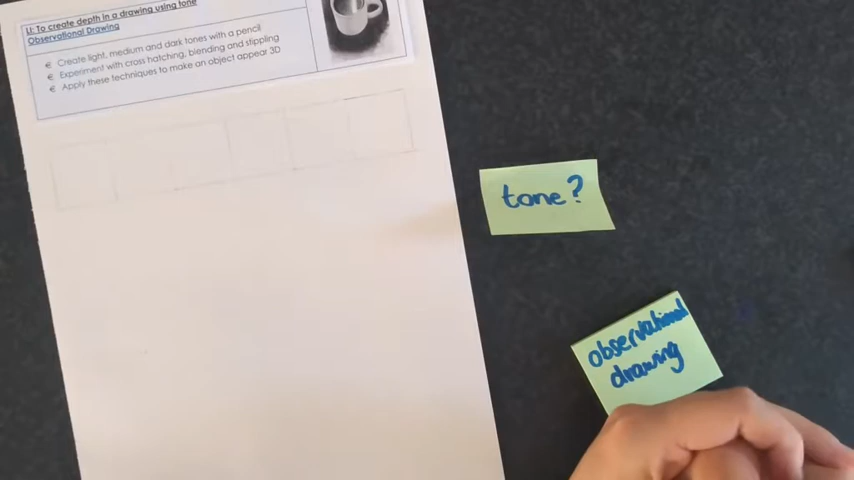 LI: To create depth in a drawing using tone
Observational Drawing
€ Create light, medium and dark tones with a pencil
€ Experiment with cross hatching, blending and stippling
€ Apply these techniques to make an object appear 3D
tone?
observational
drawing